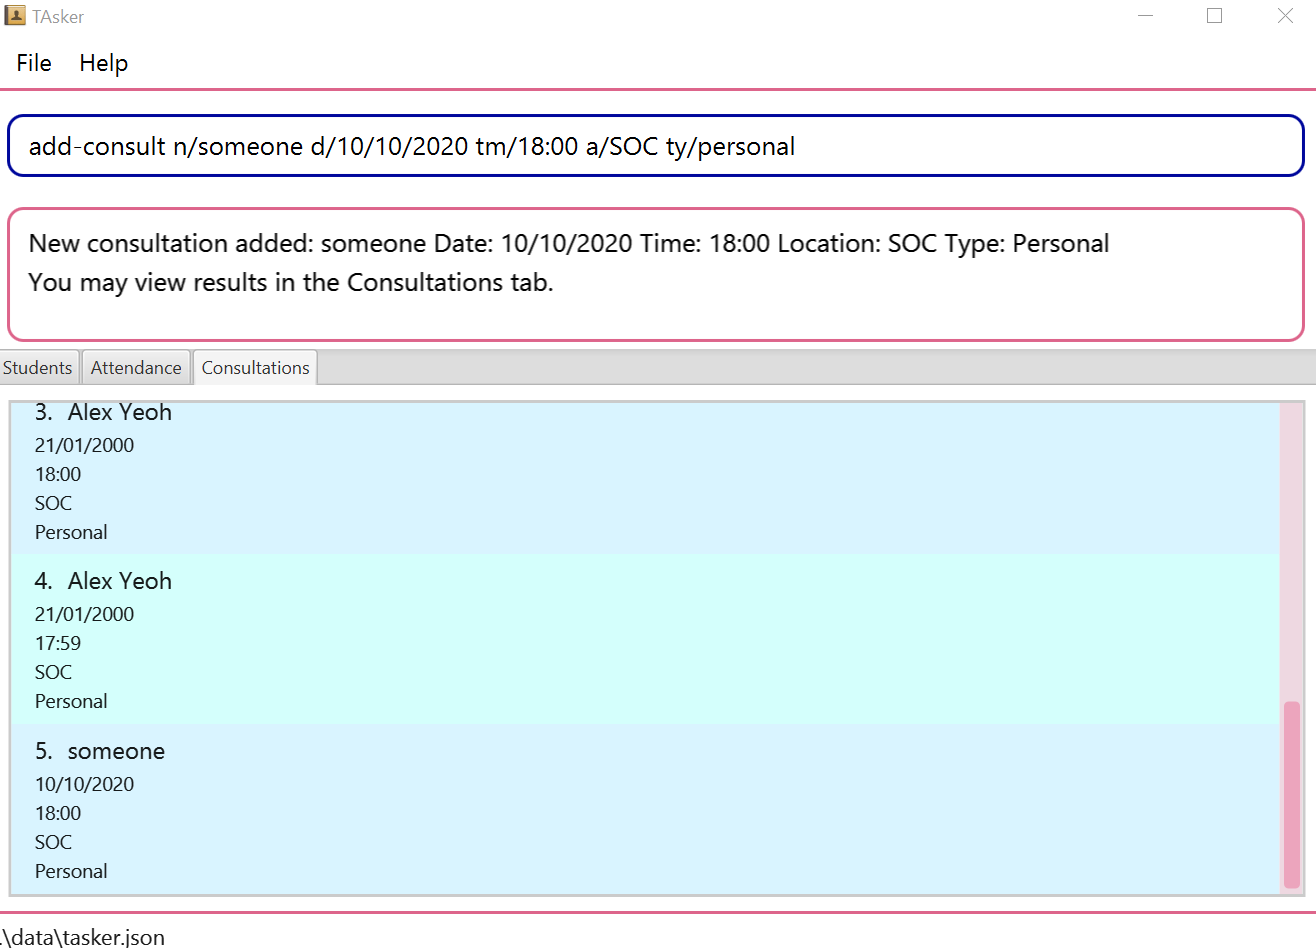 TAsker
File Help
add-consult n/someone d/10/10/2020 tm/18:00 a/SOC ty/personal
New consultation added: someone Date: 10/10/2020 Time: 18:00 Location: SOC Type: Personal
You may view results in the Consultations tab.
Students Attendance Consultations
3. Alex Yeoh
21/01/2000
18:00
SOC
Personal
4. Alex Yeoh
21/01/2000
17:59
SOC
Personal
5. someone
10/10/2020
18:00
SOC
Personal
.\data\tasker.json